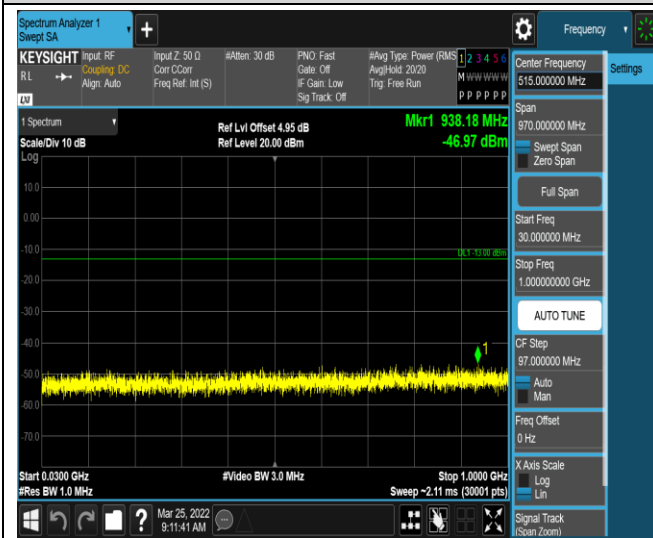 Spectrum Analyzer 1
Swept SA
+
Frequency
KEYSIGHT
RL
LXI
Input: RF
Coupling: DC
Align: Auto
Input Z: 50 Ω
Corr CCorr
Freq Ref: Int (S)
#Atten: 30 dB
PNO: Fast
Gate: Off
IF Gain: Low
Sig Track: Off
#Avg Type: Power (RMS
Avg|Hold: 20/20
Trig: Free Run
1 2 3 4 5 6
M W W W W W
P P P P P P
1 Spectrum
Scale/Div 10 dB
Log
Ref Lvl Offset 4.95 dB
Ref Level 20.00 dBm
Mkr1 938.18 MHz
-46.97 dBm
10.0
0.00
-10.0
DL1 -13.00 dBm
-20.0
-30.0
-40.0
1
-50.0
-60.0
-70.0
Start 0.0300 GHz
#Res BW 1.0 MHz
#Video BW 3.0 MHz
Stop 1.0000 GHz
Sweep ~2.11 ms (30001 pts)
?
Mar 25, 2022
9:11:41 AM
Center Frequency
515.000000 MHz
Span
970.000000 MHz
Swept Span
Zero Span
Full Span
Start Freq
30.000000 MHz
Stop Freq
1.000000000 GHz
AUTO TUNE
CF Step
97.000000 MHz
Auto
Man
Freq Offset
0 Hz
X Axis Scale
Log
Lin
Signal Track
(Span Zoom)
Settings